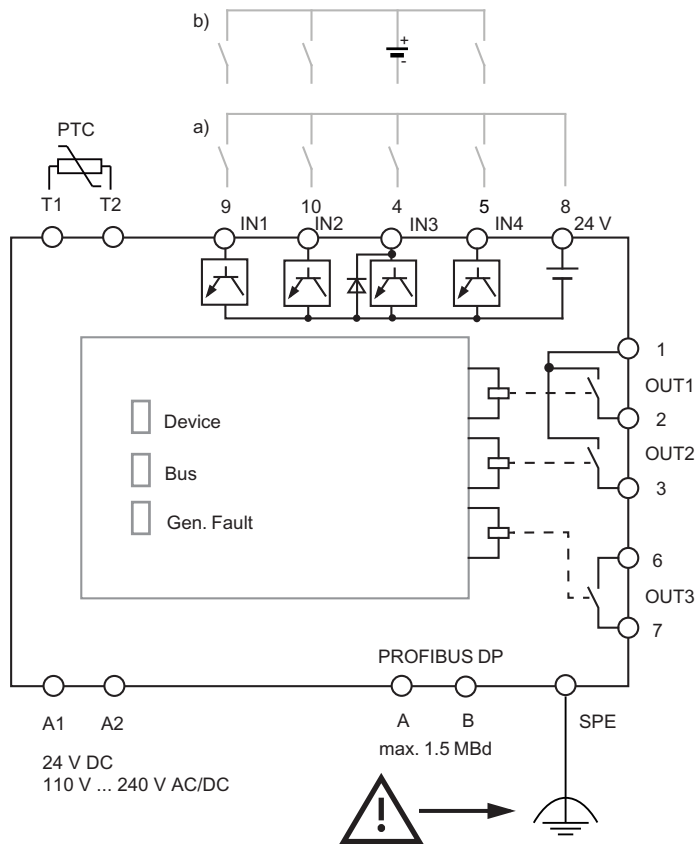 b)
+
-
a)
PTC
T1 T2
9 10 4 5 8
IN1 IN2 IN3 IN4 24 V
1
OUT1
2
OUT2
3
6
OUT3
7
Device
Bus
Gen. Fault
PROFIBUS DP
A1 A2 A B SPE
24 V DC
110 V ... 240 V AC/DC
max. 1.5 MBd
!